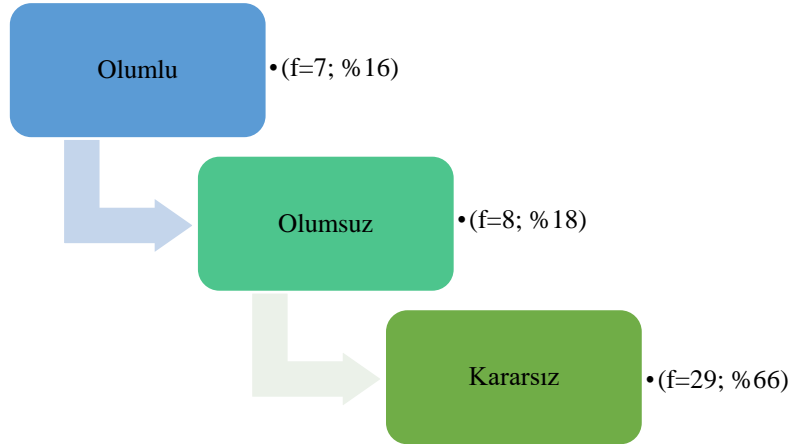 Olumlu
•(f=7; %16)
Olumsuz
•(f=8; %18)
Kararsız
•(f=29; %66)